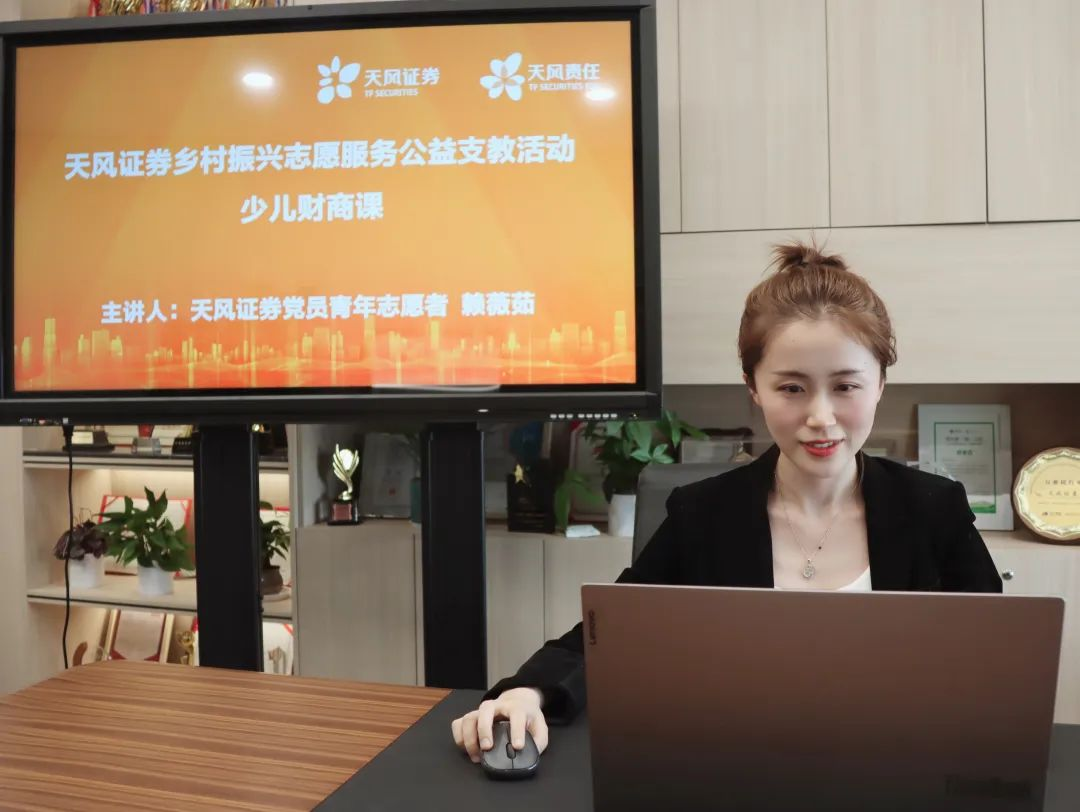 天风证券
TF SECURITIES
天风责任
TF SECURITIES
天风证券乡村振兴志愿服务公益支教活动
少儿财商课
主讲人：天风证券党员青年志愿者 赖薇茹
Lenovo